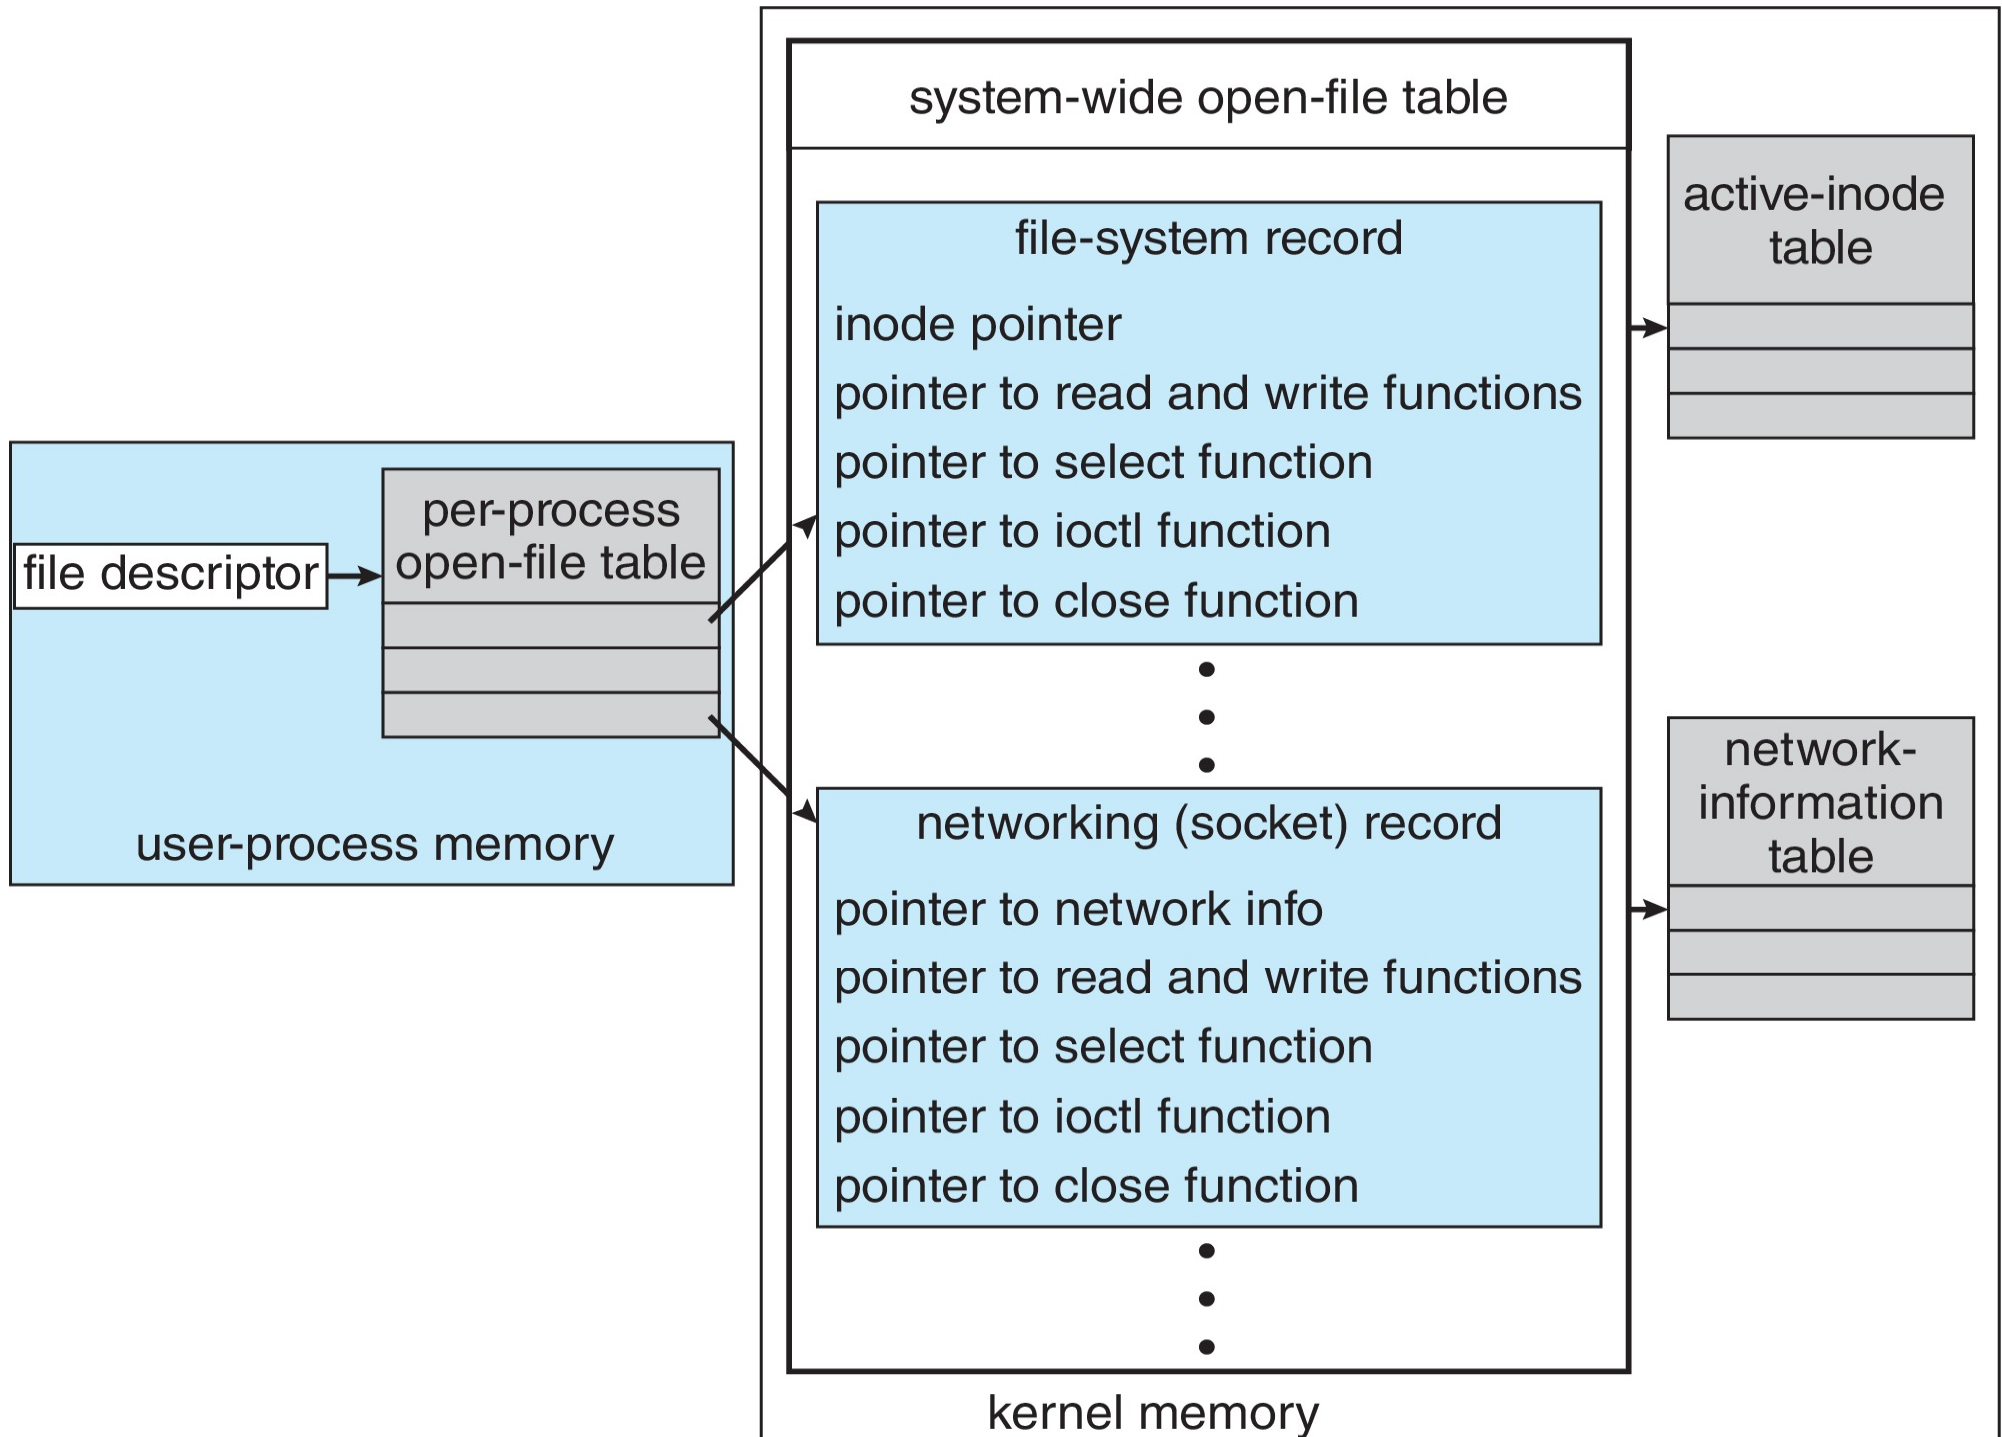 system-wide open-file table
file-system record
inode pointer
pointer to read and write functions
pointer to select function
pointer to ioctl function
pointer to close function
active-inode
table
file descriptor
per-process
open-file table
user-process memory
networking (socket) record
pointer to network info
pointer to read and write functions
pointer to select function
pointer to ioctl function
pointer to close function
network-
information
table
kernel memory